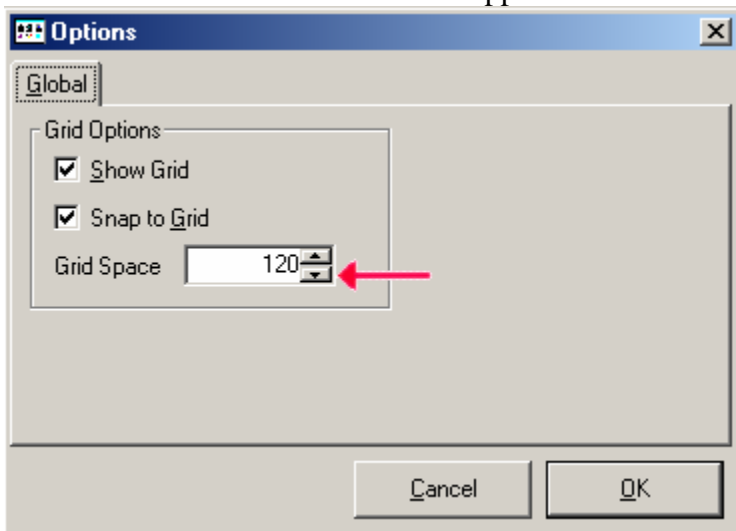 Options
Global
Grid Options
Show Grid
Snap to Grid
Grid Space 120
Cancel OK